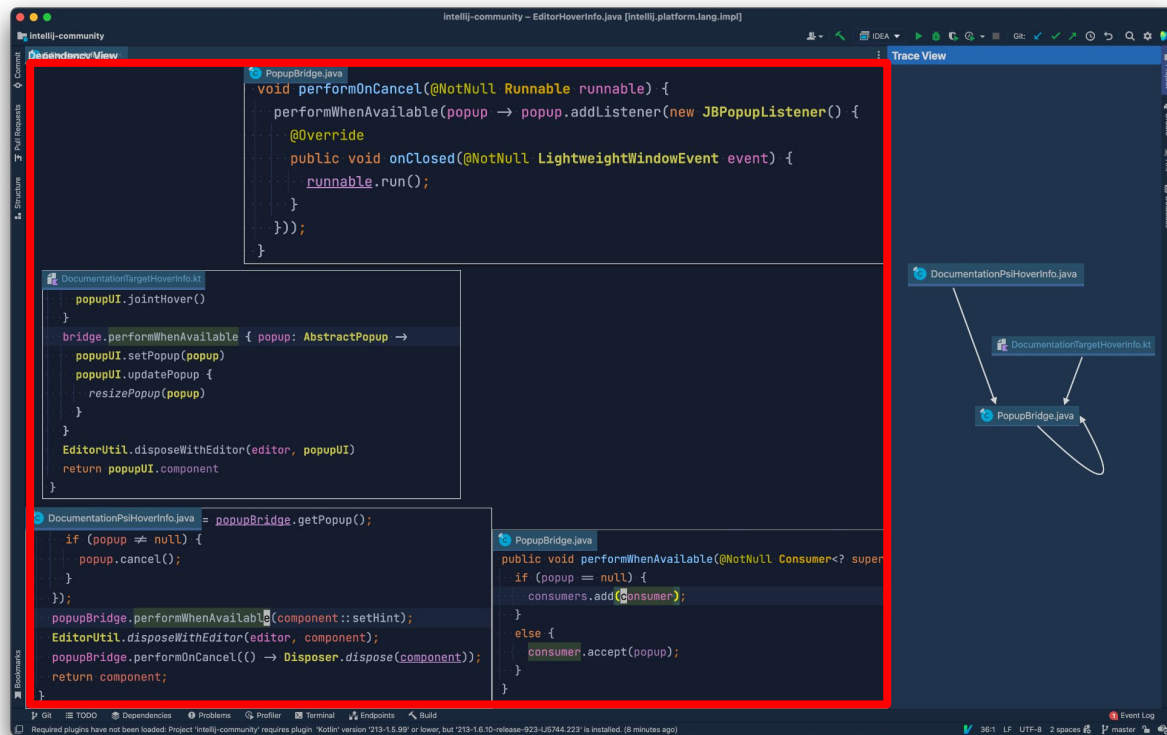 intellij-community – EditorHoverInfo.java [intellij.platform.lang.impl]
intellij-community
IDEA
Git:
Dependency View
Trace View
Commit
Pull Requests
Structure
Bookmarks
PopupBridge.java
void performOnCancel(@NotNull Runnable runnable) {
performWhenAvailable(popup → popup.addListener(new JBPopupListener() {
@Override
public void onClosed(@NotNull LightweightWindowEvent event) {
runnable.run();
}
}));
}
DocumentationTargetHoverInfo.kt
popupUI.jointHover()
}
bridge.performWhenAvailable { popup: AbstractPopup →
popupUI.setPopup(popup)
popupUI.updatePopup {
resizePopup(popup)
}
}
EditorUtil.disposeWithEditor(editor, popupUI)
return popupUI.component
}
DocumentationPsiHoverInfo.java = popupBridge.getPopup();
if (popup ≠ null) {
popup.cancel();
}
});
popupBridge.performWhenAvailable(component::setHint);
EditorUtil.disposeWithEditor(editor, component);
popupBridge.performOnCancel(() → Disposer.dispose(component));
return component;
}
PopupBridge.java
public void performWhenAvailable(@NotNull Consumer<? super
if (popup == null) {
consumers.add(consumer);
}
else {
consumer.accept(popup);
}
}
DocumentationPsiHoverInfo.java
DocumentationTargetHoverInfo.kt
PopupBridge.java
Git TODO Dependencies Problems Profiler Terminal Endpoints Build
1 Event Log
Required plugins have not been loaded: Project 'intellij-community' requires plugin 'Kotlin' version '213-1.5.99' or lower, but '213-1.6.10-release-923-IJ5744.223' is installed. (8 minutes ago)
36:1 LF UTF-8 2 spaces master